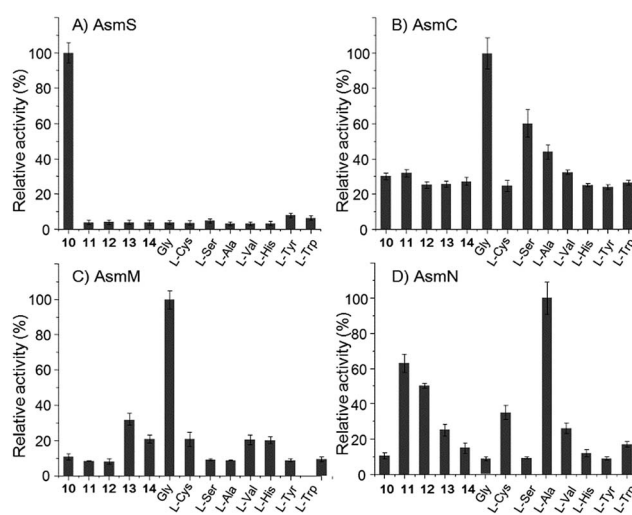 A) AsmS
Relative activity (%)
100
80
60
40
20
0
10 11 12 13 14 Gly L-Cys L-Ser L-Ala L-Val L-His L-Tyr L-Trp
B) AsmC
Relative activity (%)
100
80
60
40
20
0
10 11 12 13 14 Gly L-Cys L-Ser L-Ala L-Val L-His L-Tyr L-Trp
C) AsmM
Relative activity (%)
100
80
60
40
20
0
10 11 12 13 14 Gly L-Cys L-Ser L-Ala L-Val L-His L-Tyr L-Trp
D) AsmN
Relative activity (%)
100
80
60
40
20
0
10 11 12 13 14 Gly L-Cys L-Ser L-Ala L-Val L-His L-Tyr L-Trp